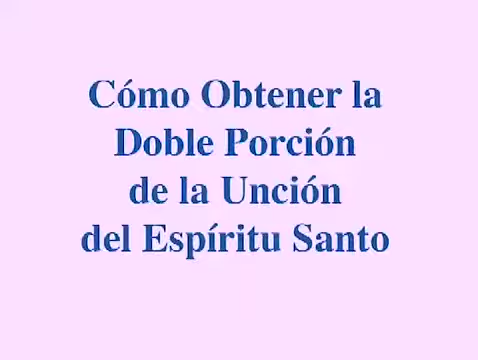 Cómo Obtener la
Doble Porción
de la Unción
del Espíritu Santo